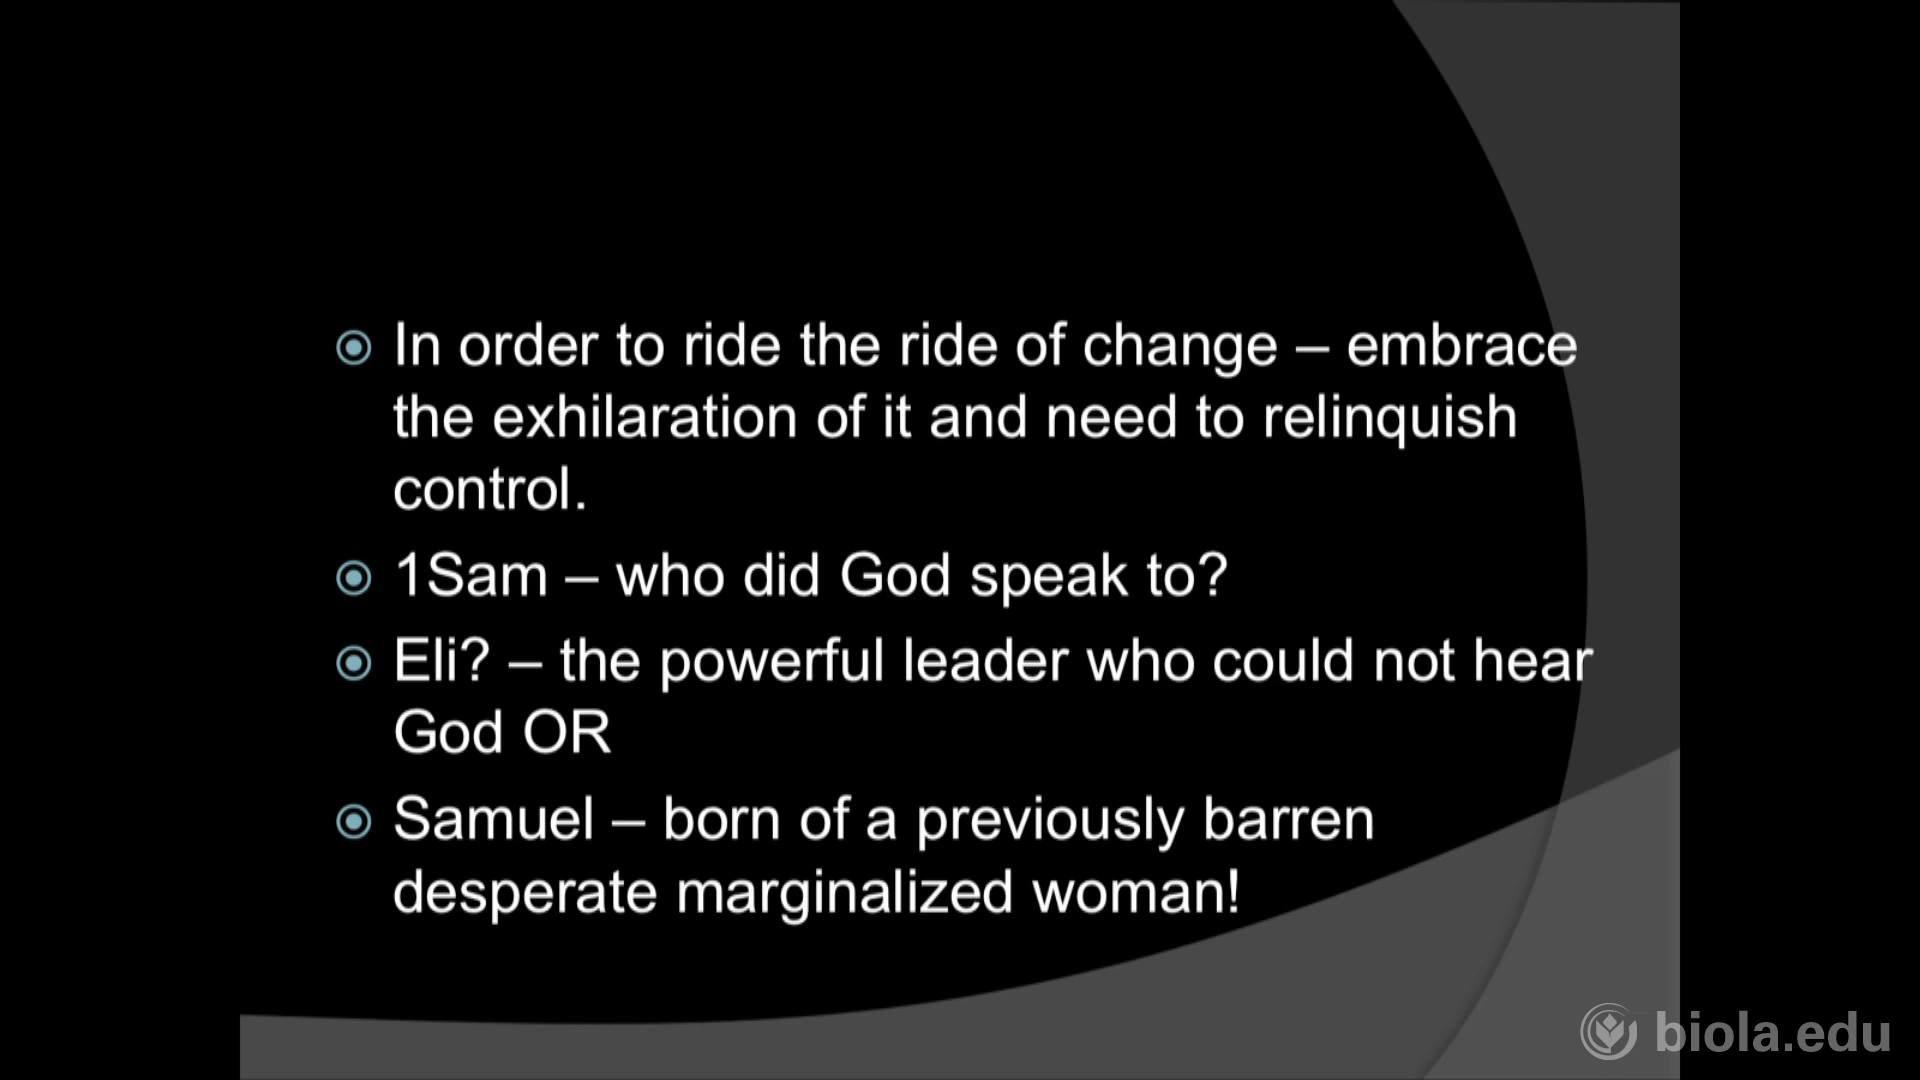 In order to ride the ride of change – embrace
the exhilaration of it and need to relinquish
control.
1Sam – who did God speak to?
Eli? – the powerful leader who could not hear
God OR
Samuel – born of a previously barren
desperate marginalized woman!
biola.edu